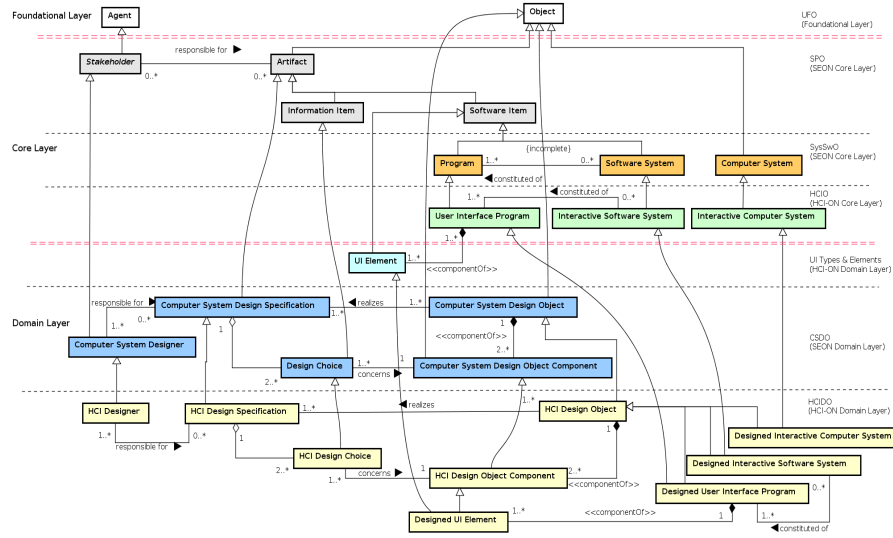 Foundational Layer
Agent
Object
UFO
(Foundational Layer)
Stakeholder
responsible for
0..*
0..*
Artifact
SPO
(SEON Core Layer)
Information Item
Software Item
Core Layer
{incomplete}
SysSwO
(SEON Core Layer)
Program
1..*
0..*
Software System
Computer System
constituted of
constituted of
HCIO
(HCI-ON Core Layer)
1..*
0..*
User Interface Program
Interactive Software System
Interactive Computer System
1..*
UI Element
1..*
<<componentOf>>
UI Types & Elements
(HCI-ON Domain Layer)
responsible for
Computer System Design Specification
realizes
1..*
Computer System Design Object
0..*
1..*
1..*
1
1
Domain Layer
<<componentOf>>
CSDO
(SEON Domain Layer)
Computer System Designer
2..*
Design Choice
1..*
concerns
1
2..*
Computer System Design Object Component
HCIDO
(HCI-ON Domain Layer)
HCI Designer
HCI Design Specification
1..*
realizes
1..*
HCI Design Object
1..*
responsible for
0..*
1
1
Designed Interactive Computer System
2..*
HCI Design Choice
1..*
concerns
1
HCI Design Object Component
2..*
<<componentOf>>
Designed Interactive Software System
Designed User Interface Program
0..*
Designed UI Element
1..*
<<componentOf>>
1
1..*
constituted of